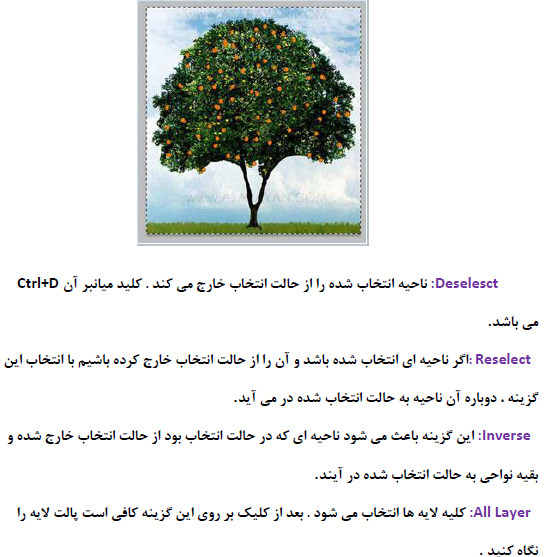 Deselesct: ناحیه انتخاب شده را از حالت انتخاب خارج می کند . کلید میانبر آن Ctrl+D
می باشد.
Reselect :اگر ناحیه ای انتخاب شده باشد و آن را از حالت انتخاب خارج کرده باشیم با انتخاب این
گزینه ، دوباره آن ناحیه به حالت انتخاب شده در می آید.
Inverse: این گزینه باعث می شود ناحیه ای که در حالت انتخاب بود از حالت انتخاب خارج شده و
بقیه نواحی به حالت انتخاب شده در آیند.
All Layer: کلیه لایه ها انتخاب می شود . بعد از کلیک بر روی این گزینه کافی است پالت لایه را
نگاه کنید .